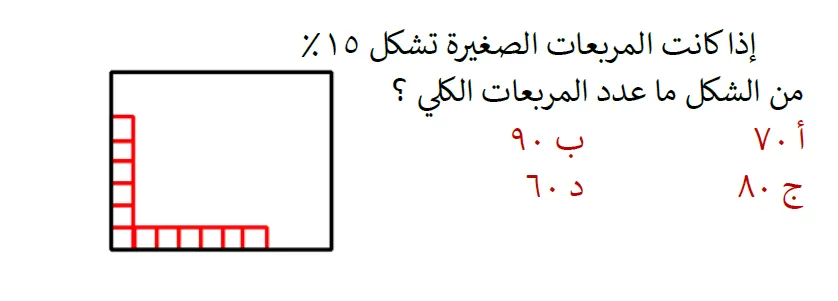 إذا كانت المربعات الصغيرة تشكل ١٥٪
من الشكل ما عدد المربعات الكلي ؟
أ ٧٠ ب ٩٠
ج ٨٠ د ٦٠